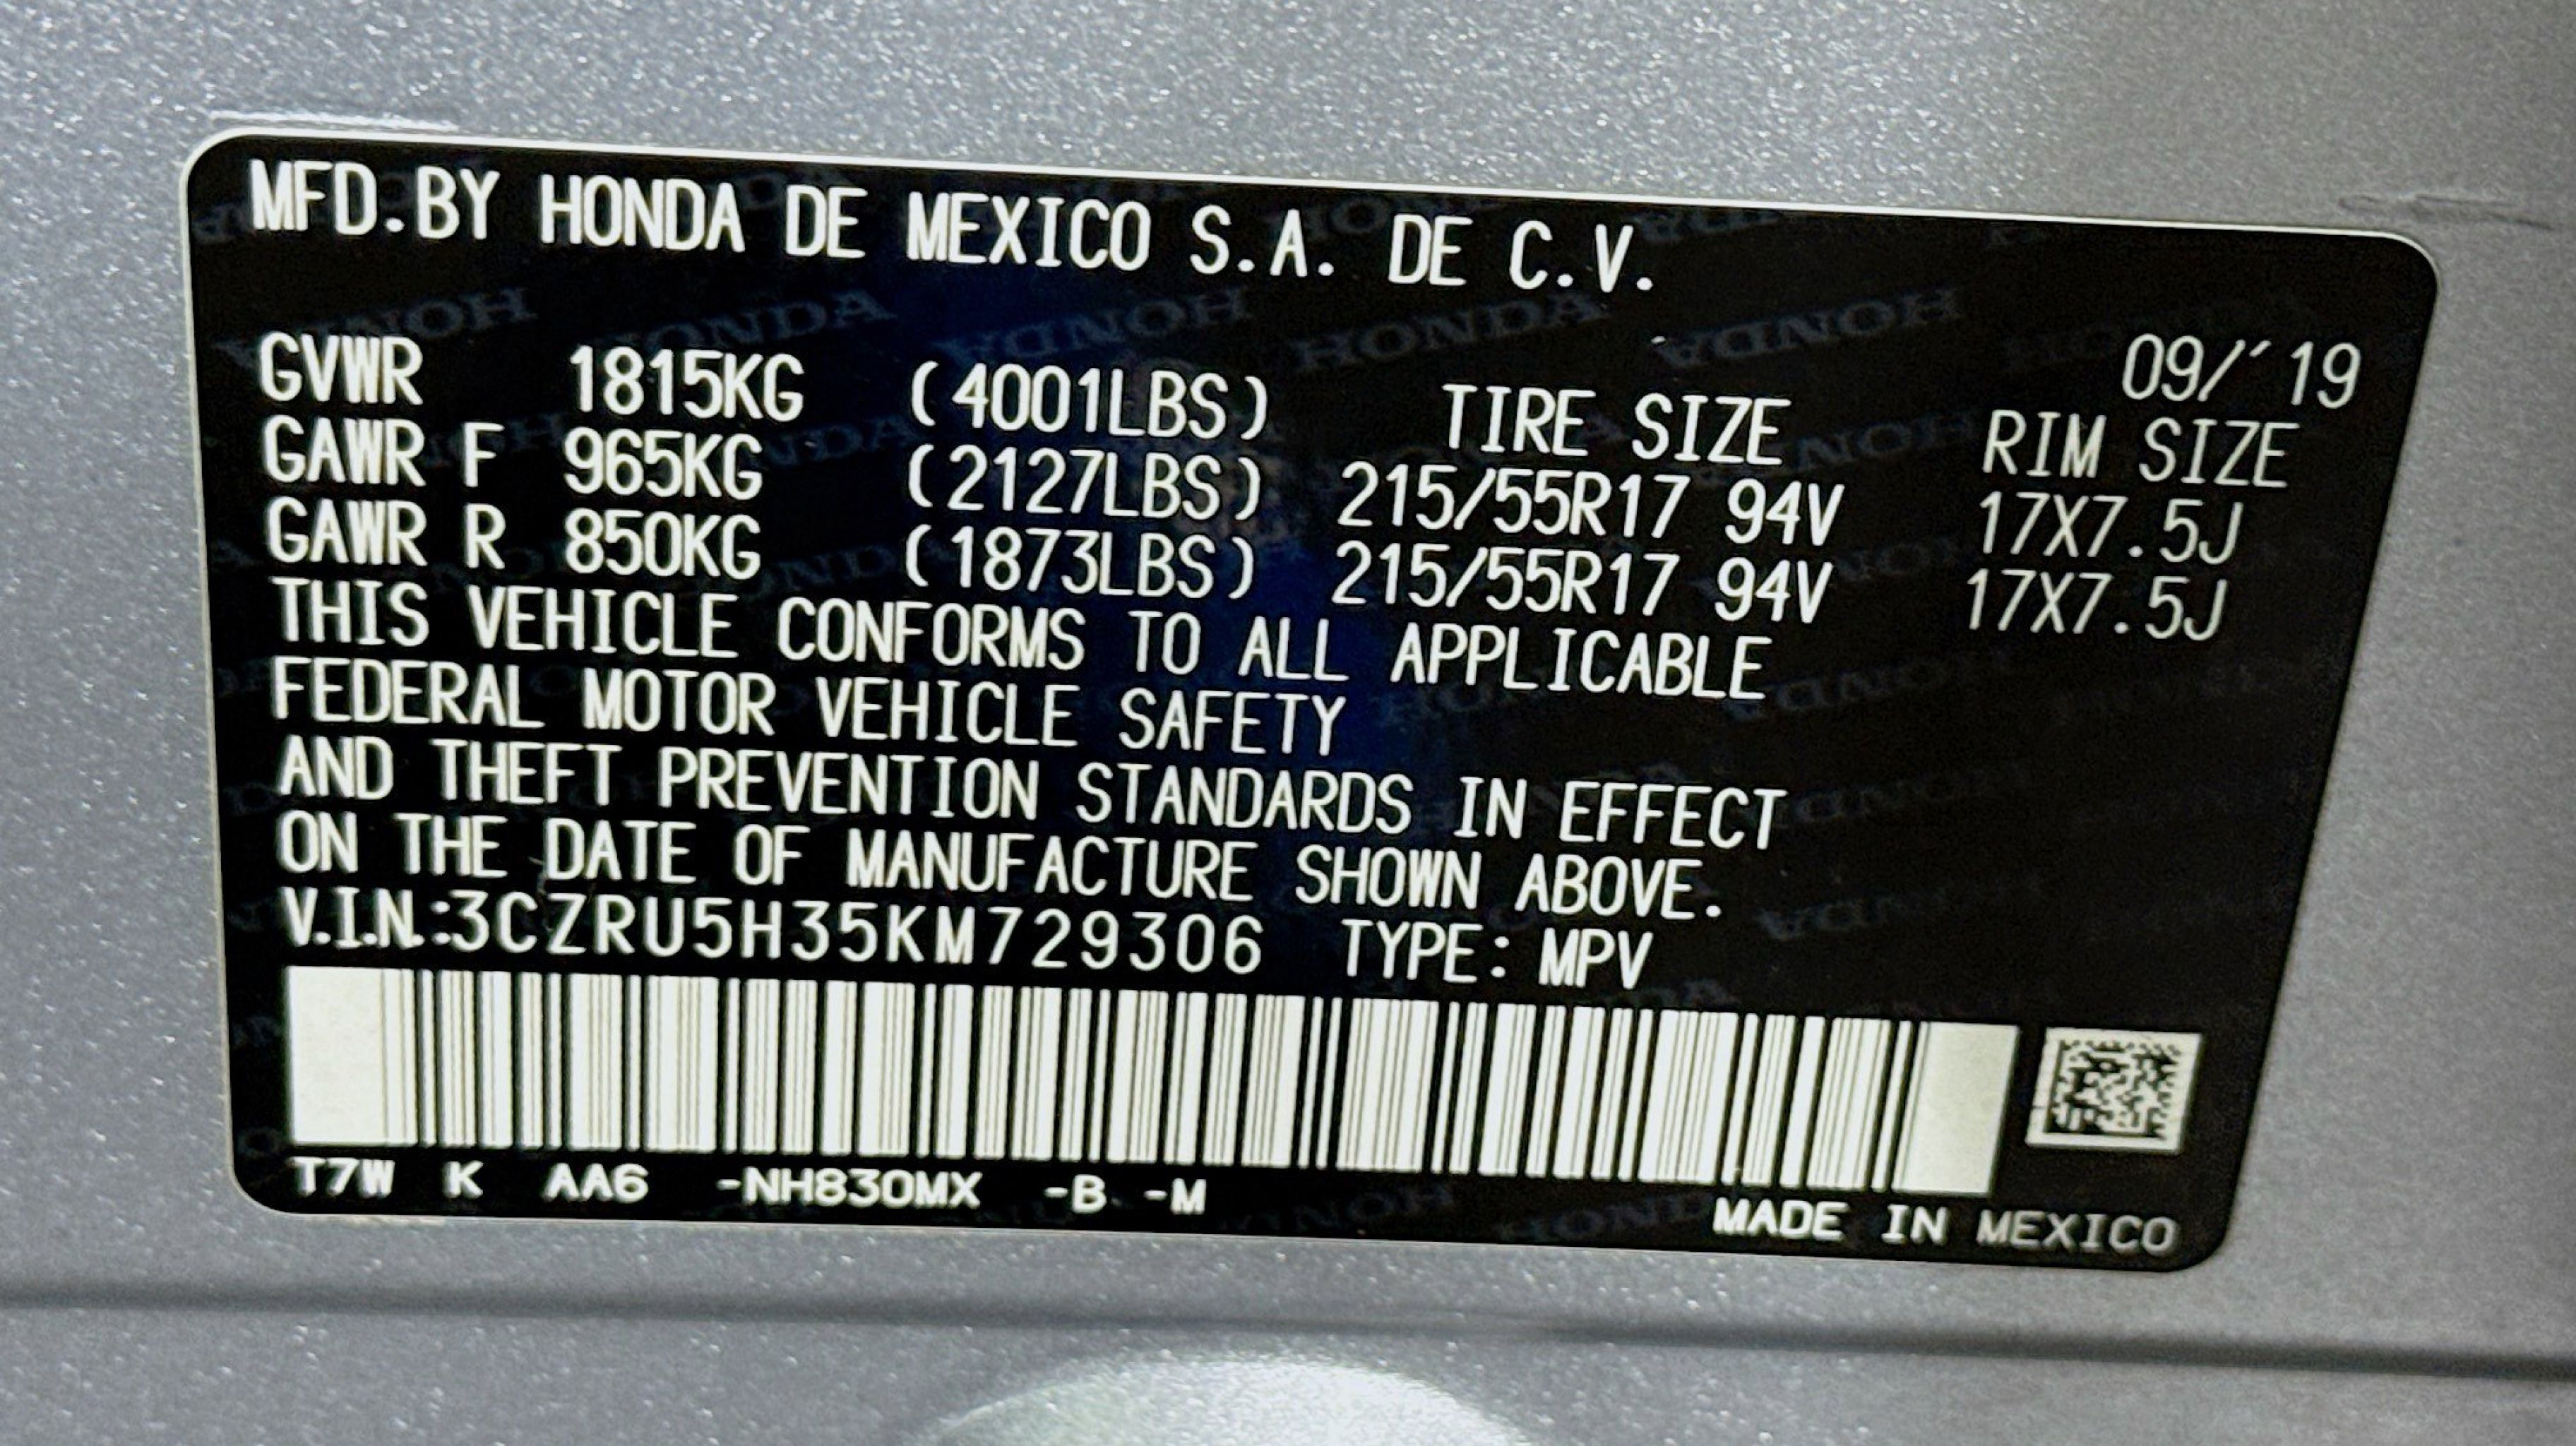 MFD.BY HONDA DE MEXICO S.A. DE C.V.
09/'19
GVWR 1815KG (4001LBS) TIRE SIZE RIM SIZE
GAWR F 965KG (2127LBS) 215/55R17 94V 17X7.5J
GAWR R 850KG (1873LBS) 215/55R17 94V 17X7.5J
THIS VEHICLE CONFORMS TO ALL APPLICABLE
FEDERAL MOTOR VEHICLE SAFETY
AND THEFT PREVENTION STANDARDS IN EFFECT
ON THE DATE OF MANUFACTURE SHOWN ABOVE.
V.I.N.:3CZRU5H35KM729306 TYPE: MPV
T7W K AA6 -NH830MX -B -M
MADE IN MEXICO